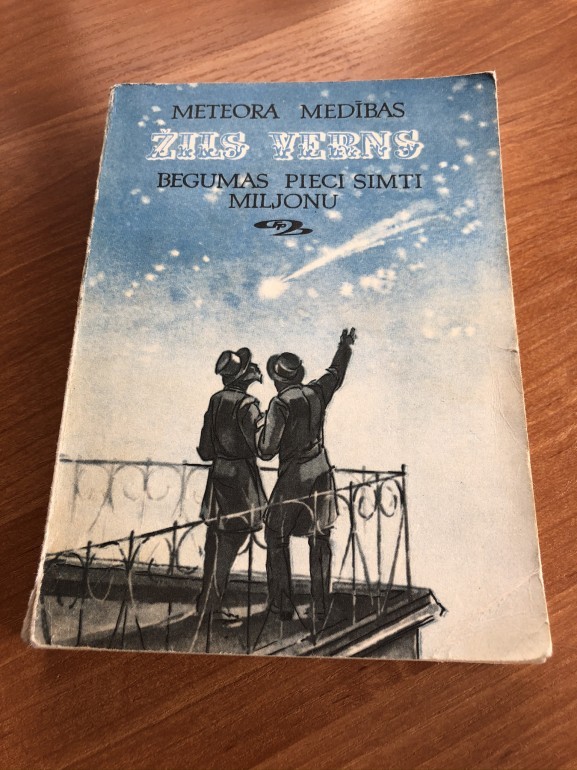 METEORA MEDĪBAS
ŽILS VERNS
BEGUMAS PIECI SIMTI
MILJONU